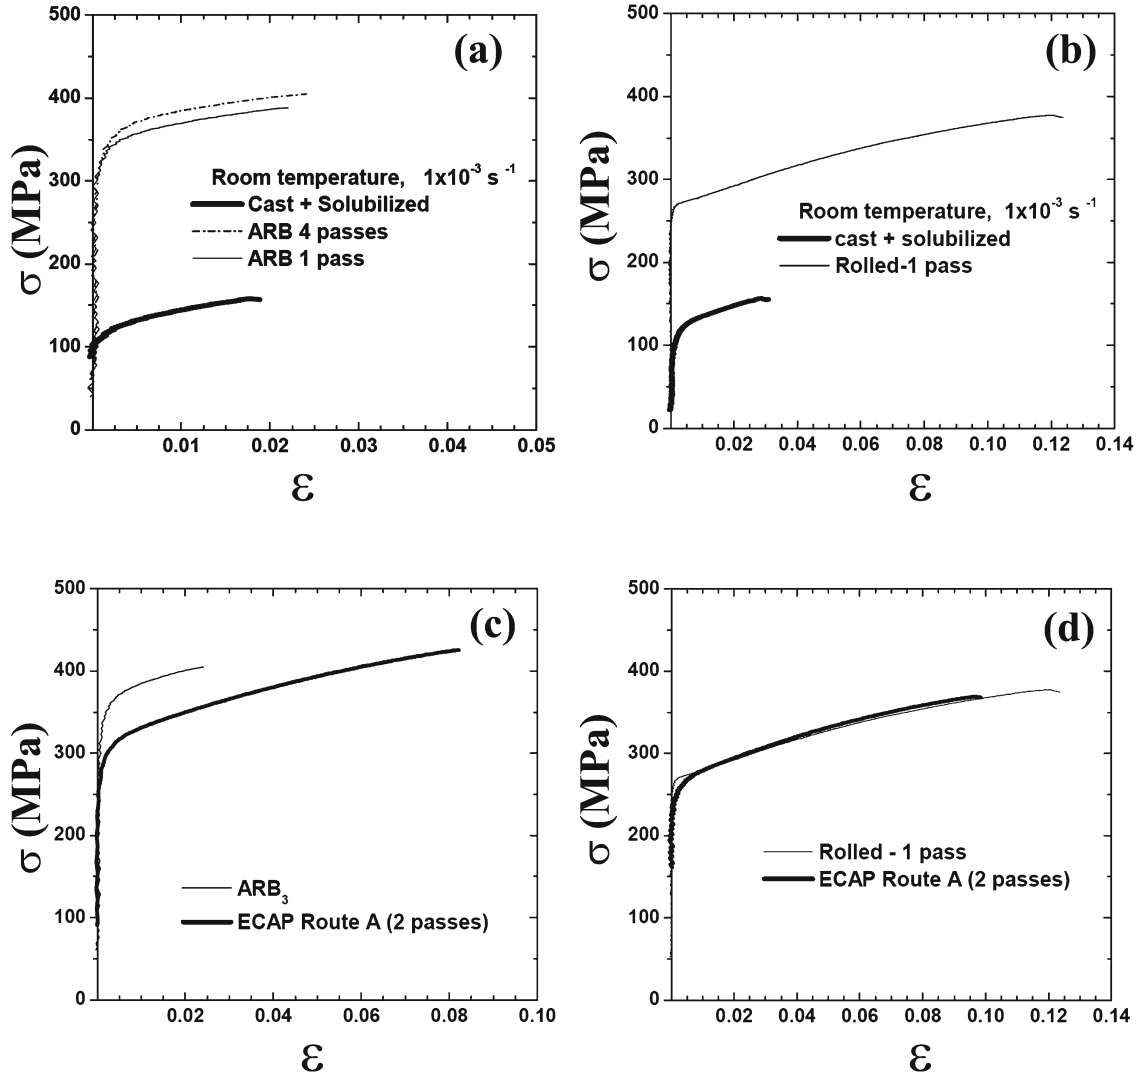 (a)
500
400
300
200
100
0
σ (MPa)
Room temperature, 1x10⁻³ s⁻¹
Cast + Solubilized
ARB 4 passes
ARB 1 pass
0.01 0.02 0.03 0.04 0.05
ε
(b)
500
400
300
200
100
0
σ (MPa)
Room temperature, 1x10⁻³ s⁻¹
cast + solubilized
Rolled-1 pass
0.02 0.04 0.06 0.08 0.10 0.12 0.14
ε
(c)
500
400
300
200
100
0
σ (MPa)
ARB₃
ECAP Route A (2 passes)
0.02 0.04 0.06 0.08 0.10
ε
(d)
500
400
300
200
100
0
σ (MPa)
Rolled - 1 pass
ECAP Route A (2 passes)
0.02 0.04 0.06 0.08 0.10 0.12 0.14
ε